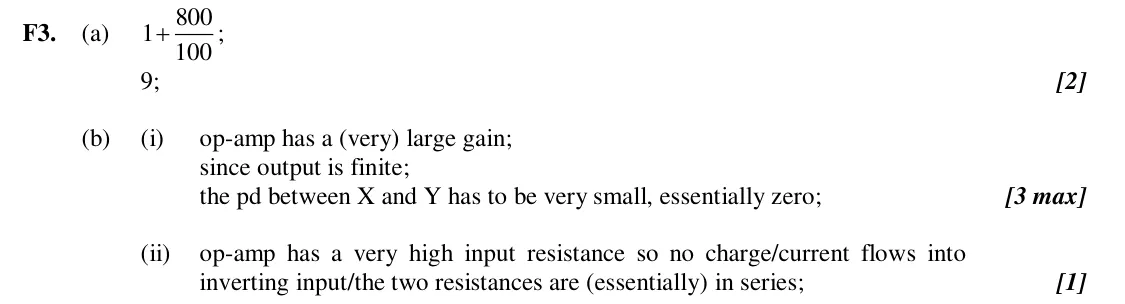 F3. (a) 1+ 800/100 ;
9; [2]
(b) (i) op-amp has a (very) large gain;
since output is finite;
the pd between X and Y has to be very small, essentially zero; [3 max]
(ii) op-amp has a very high input resistance so no charge/current flows into
inverting input/the two resistances are (essentially) in series; [1]